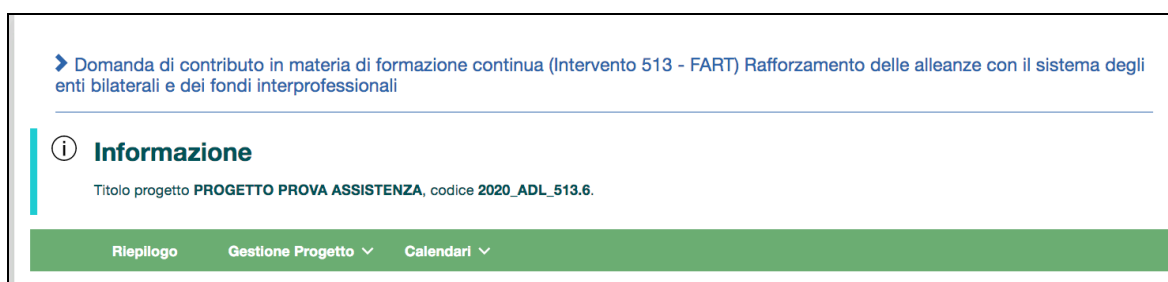 Domanda di contributo in materia di formazione continua (Intervento 513 - FART) Rafforzamento delle alleanze con il sistema degli
enti bilaterali e dei fondi interprofessionali
Informazione
Titolo progetto PROGETTO PROVA ASSISTENZA, codice 2020_ADL_513.6.
Riepilogo Gestione Progetto Calendari